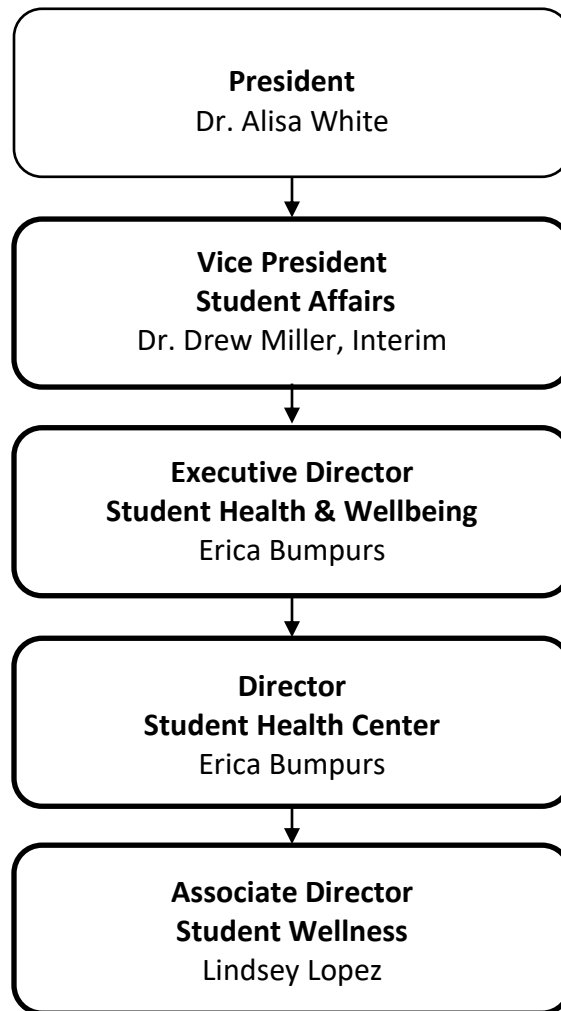 President
Dr. Alisa White
Vice President
Student Affairs
Dr. Drew Miller, Interim
Executive Director
Student Health & Wellbeing
Erica Bumpurs
Director
Student Health Center
Erica Bumpurs
Associate Director
Student Wellness
Lindsey Lopez